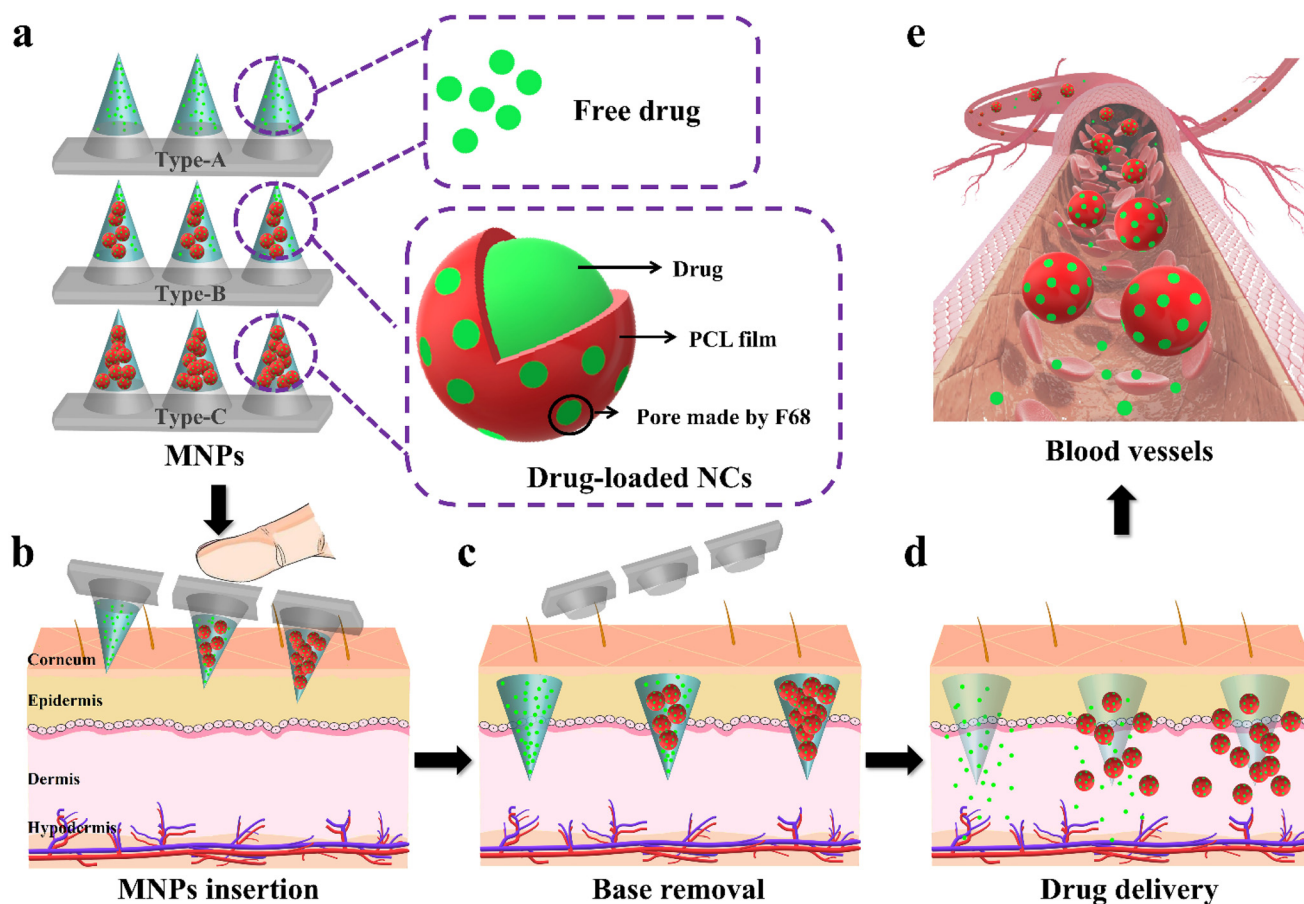 a
Type-A
Type-B
Type-C
MNPs
Free drug
Drug
PCL film
Pore made by F68
Drug-loaded NCs
e
Blood vessels
b
Corneum
Epidermis
Dermis
Hypodermis
MNPs insertion
c
Base removal
d
Drug delivery